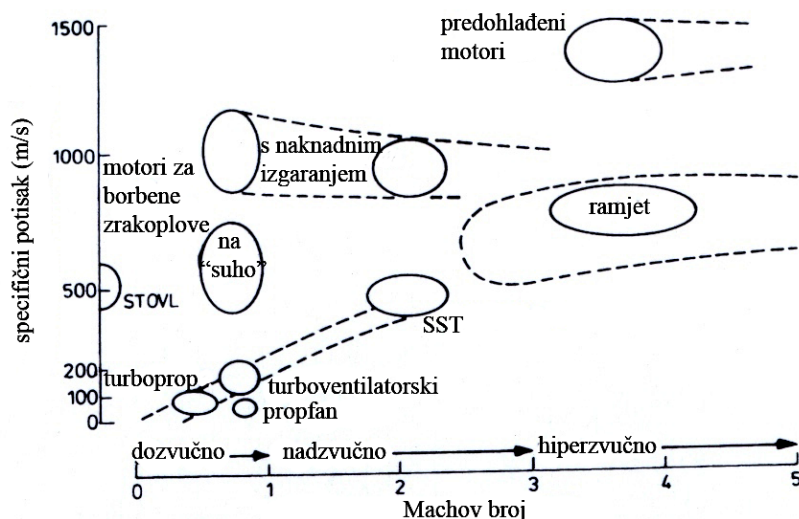 1500
predohlađeni
motori
specifični potisak (m/s)
1000
motori za
borbene
zrakoplove
s naknadnim
izgaranjem
ramjet
na
“suho”
500
STOVL
SST
200
turboprop
turboventilatorski
100
propfan
0
dozvučno
nadzvučno
hiperzvučno
0
1
2
3
4
5
Machov broj